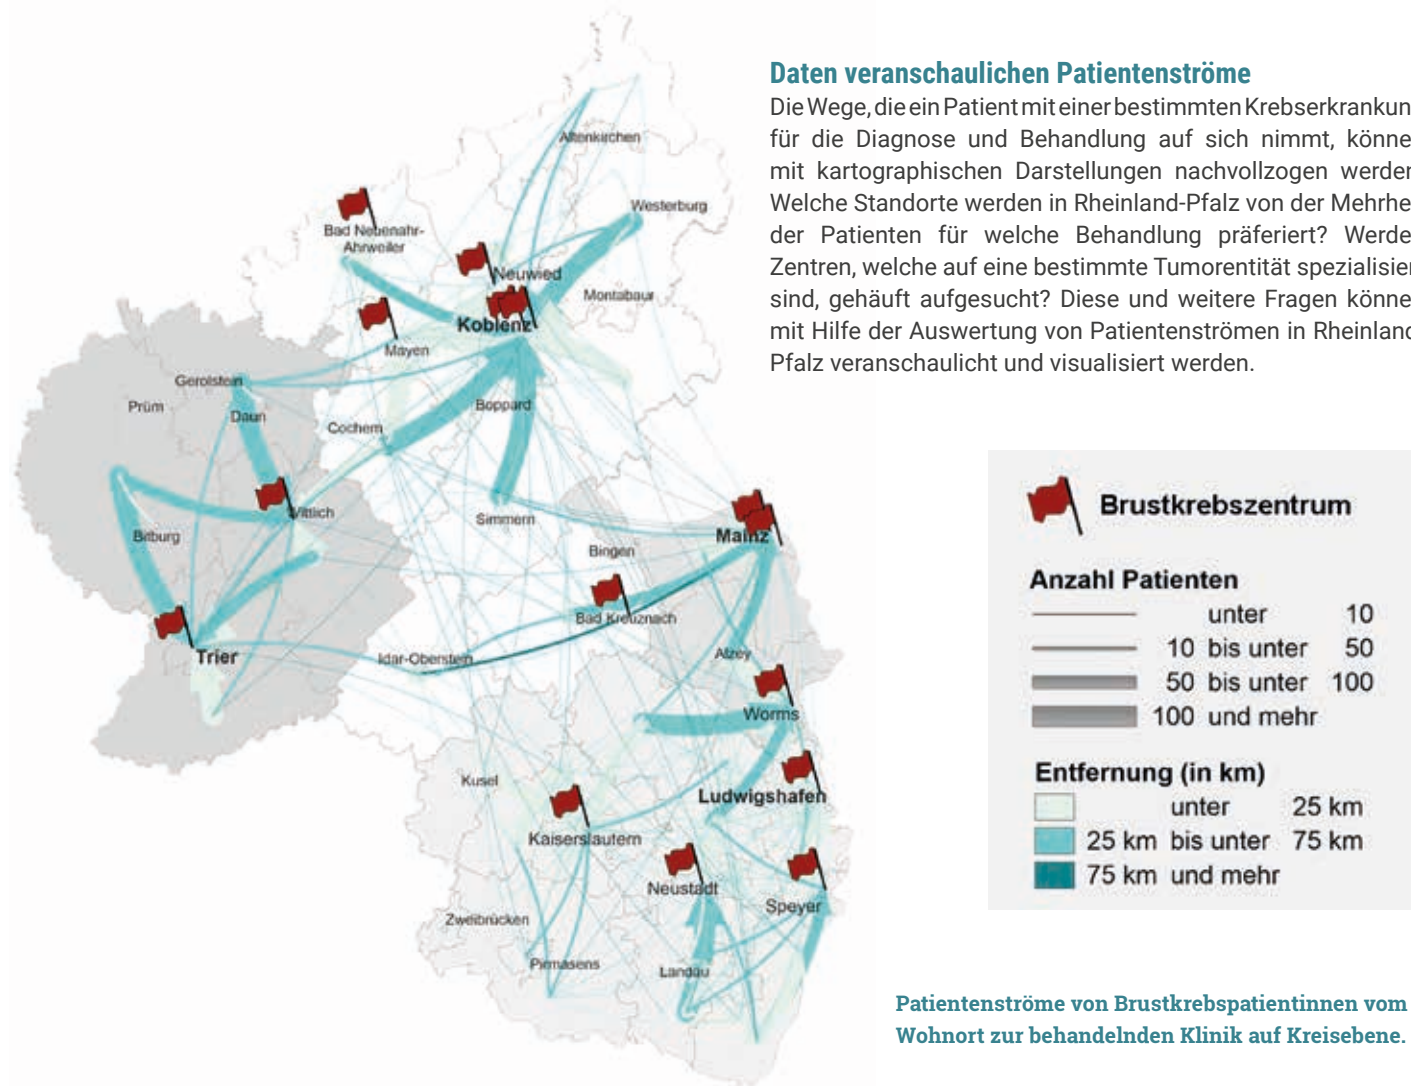 Daten veranschaulichen Patientenströme
Die Wege, die ein Patient mit einer bestimmten Krebserkrankun
für die Diagnose und Behandlung auf sich nimmt, könne
mit kartographischen Darstellungen nachvollzogen werden
Welche Standorte werden in Rheinland-Pfalz von der Mehrhe
der Patienten für welche Behandlung präferiert? Werde
Zentren, welche auf eine bestimmte Tumorentität spezialisier
sind, gehäuft aufgesucht? Diese und weitere Fragen könne
mit Hilfe der Auswertung von Patientenströmen in Rheinland
Pfalz veranschaulicht und visualisiert werden.
Altenkirchen
Westerburg
Bad Neuenahr-
Ahrweiler
Neuwied
Montabaur
Koblenz
Mayen
Gerolstein
Prüm
Daun
Boppard
Cochem
Wittlich
Simmern
Bitburg
Bingen
Mainz
Bad Kreuznach
Trier
Idar-Oberstein
Alzey
Worms
Kusel
Ludwigshafen
Kaiserslautern
Neustadt
Speyer
Zweibrücken
Pirmasens
Landau
Brustkrebszentrum
Anzahl Patienten
unter 10
10 bis unter 50
50 bis unter 100
100 und mehr
Entfernung (in km)
unter 25 km
25 km bis unter 75 km
75 km und mehr
Patientenströme von Brustkrebspatientinnen vom
Wohnort zur behandelnden Klinik auf Kreisebene.